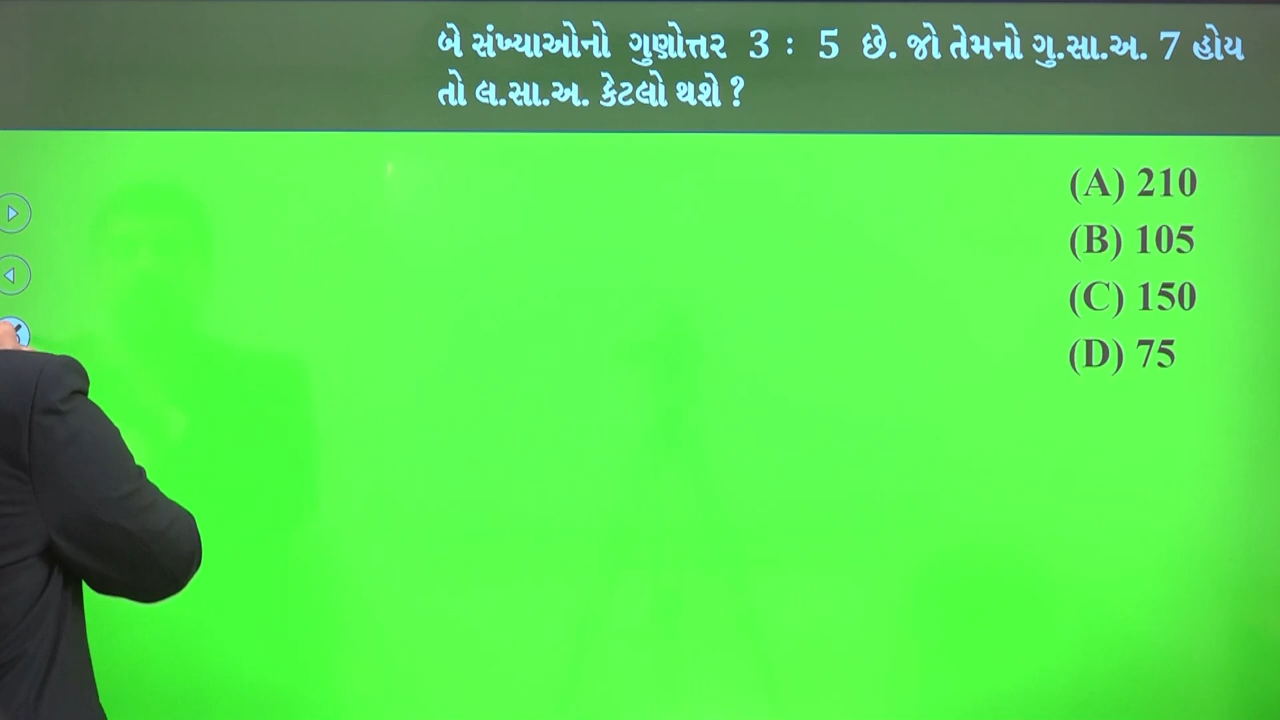 બે સંખ્યાઓનો ગુણોત્તર 3 : 5 છે. જો તેમનો ગુ.સા.અ. 7 હોય
તો લ.સા.અ. કેટલો થશે ?
(A) 210
(B) 105
(C) 150
(D) 75